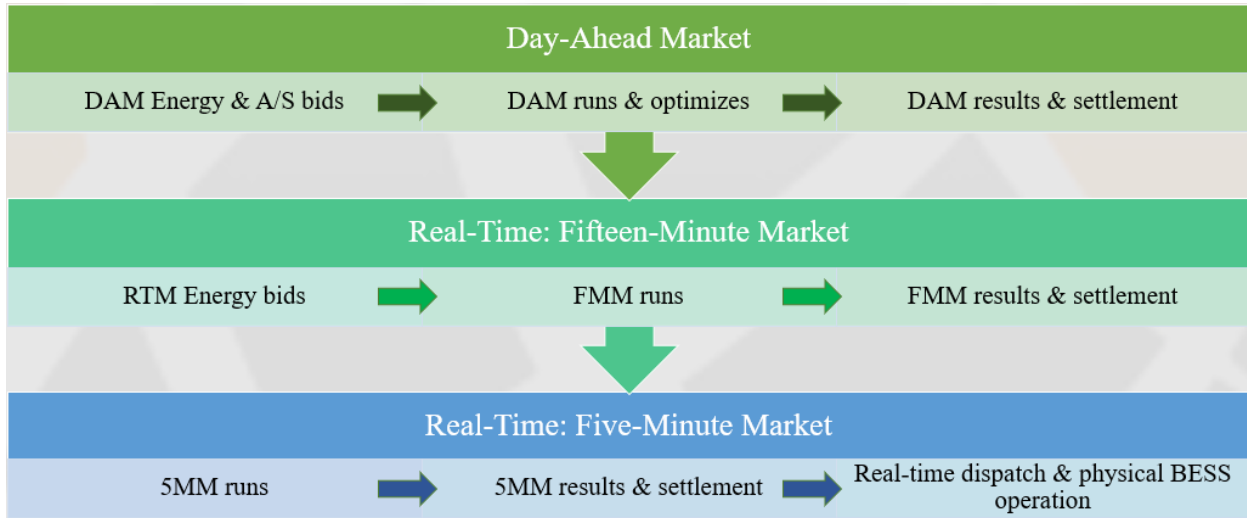 Day-Ahead Market
DAM Energy & A/S bids
DAM runs & optimizes
DAM results & settlement
Real-Time: Fifteen-Minute Market
RTM Energy bids
FMM runs
FMM results & settlement
Real-Time: Five-Minute Market
5MM runs
5MM results & settlement
Real-time dispatch & physical BESS
operation